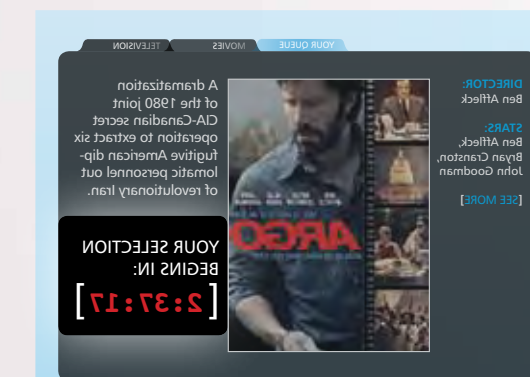 YOUR QUEUE
MOVIES
TELEVISION
DIRECTOR:
Ben Affleck
STARS:
Ben Affleck,
Bryan Cranston,
John Goodman
[SEE MORE]
ARGO
A dramatization
of the 1980 joint
CIA-Canadian secret
operation to extract six
fugitive American dip-
lomatic personnel out
of revolutionary Iran.
YOUR SELECTION
BEGINS IN:
[2:37:17]